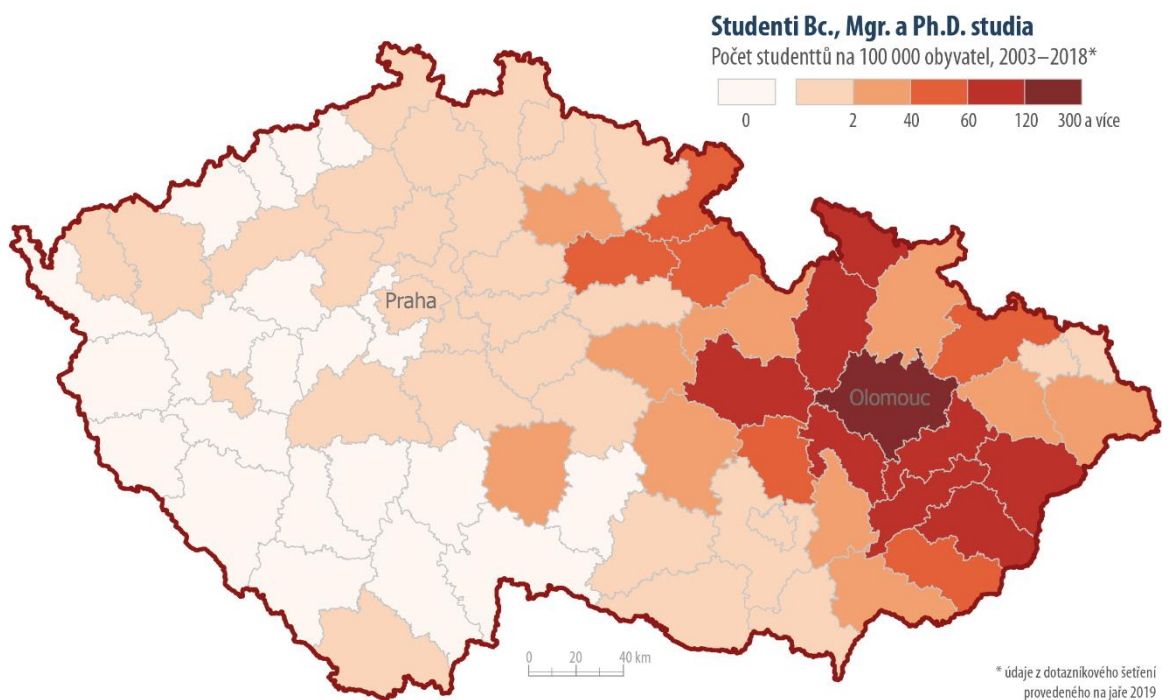 Studenti Bc., Mgr. a Ph.D. studia
Počet studenttů na 100 000 obyvatel, 2003–2018*
0 2 40 60 120 300 a více
Praha
Olomouc
0 20 40 km
* údaje z dotazníkového šetření
provedeného na jaře 2019